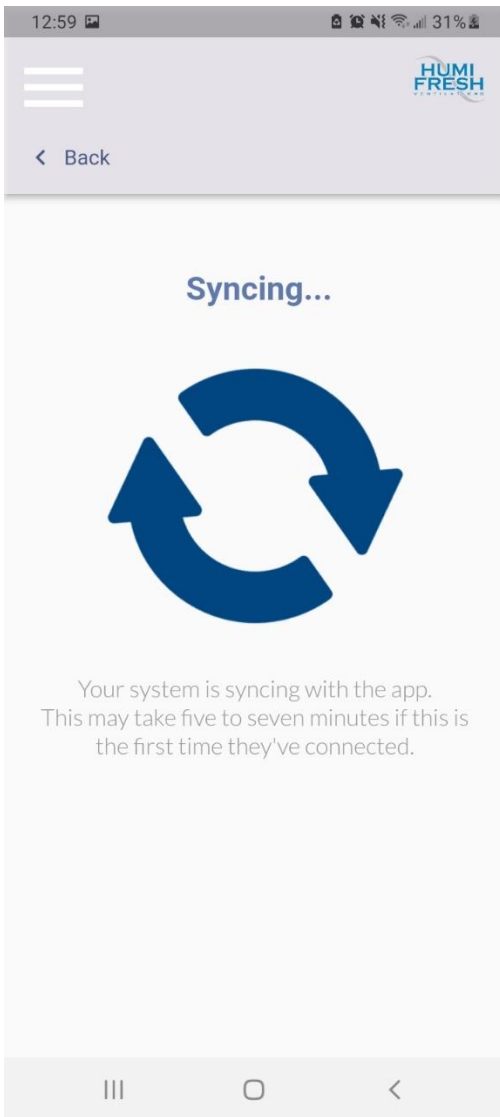 12:59 31%
HUMI
FRESH
Back
Syncing...
Your system is syncing with the app.
This may take five to seven minutes if this is
the first time they've connected.